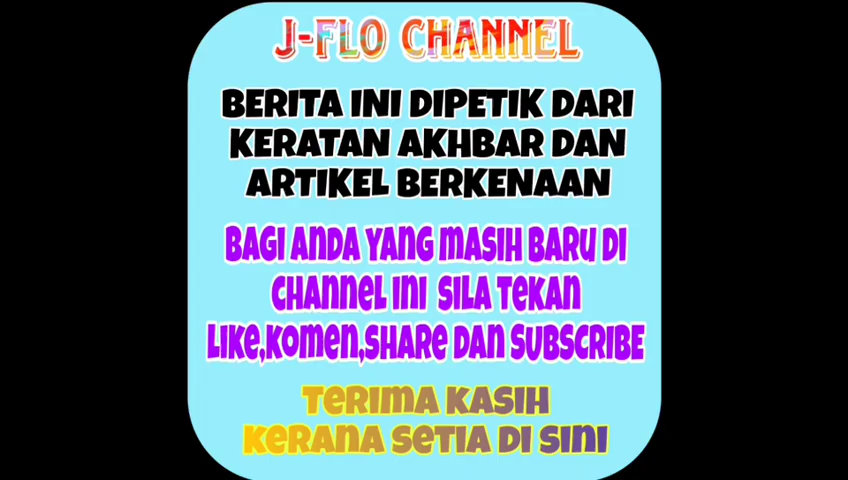 J-FLO CHANNEL
BERITA INI DIPETIK DARI
KERATAN AKHBAR DAN
ARTIKEL BERKENAAN
BAGI ANDA YANG MASIH BARU DI
CHANNEL INI SILA TEKAN
LIKE,KOMEN,SHARE DAN SUBSCRIBE
TERIMA KASIH
KERANA SETIA DI SINI